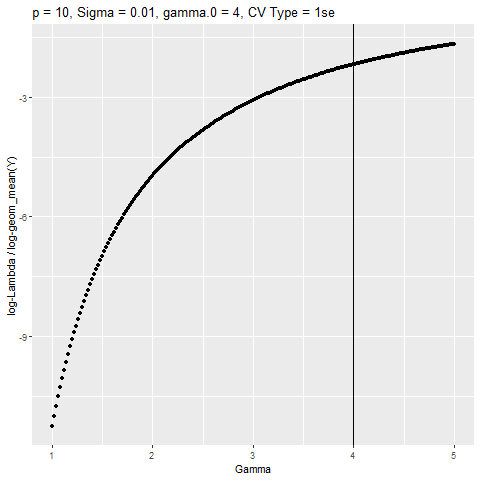 p = 10, Sigma = 0.01, gamma.0 = 4, CV Type = 1se
log-Lambda / log-geom_mean(Y)
-3
-6
-9
1 2 3 4 5
Gamma